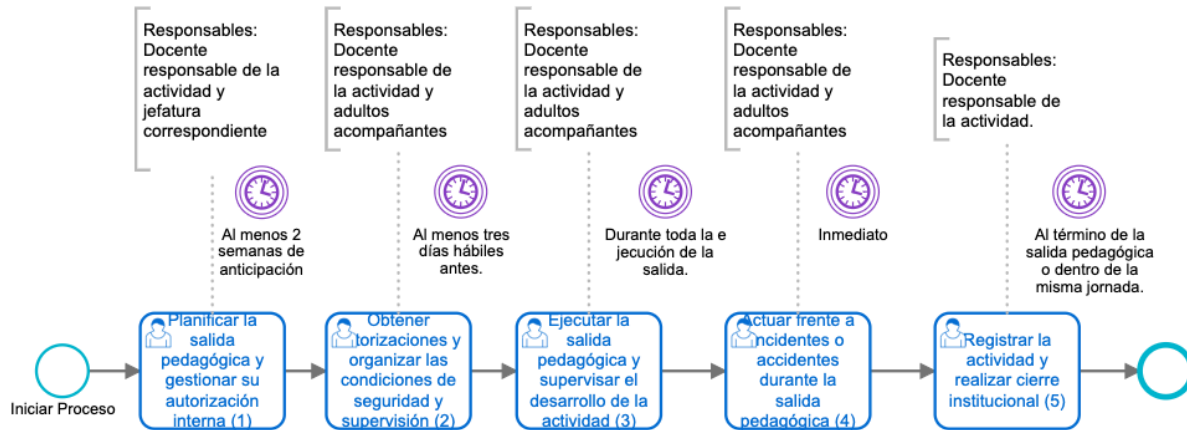 Responsables:
Docente
responsable de la
actividad y
jefatura
correspondiente
Responsables:
Docente
responsable de
la actividad y
adultos
acompañantes
Responsables:
Docente
responsable de
la actividad y
adultos
acompañantes
Responsables:
Docente
responsable de
la actividad y
adultos
acompañantes
Responsables:
Docente
responsable de
la actividad.
Al menos 2
semanas de
anticipación
Al menos tres
días hábiles
antes.
Durante toda la e
jecución de la
salida.
Inmediato
Al término de la
salida pedagógica
o dentro de la
misma jornada.
Iniciar Proceso
Planificar la
salida
pedagógica y
gestionar su
autorización
interna (1)
Obtener
torizaciones y
organizar las
condiciones de
seguridad y
supervisión (2)
Ejecutar la
salida
pedagógica y
supervisar el
desarrollo de la
actividad (3)
Actuar frente a
incidentes o
accidentes
durante la
salida
pedagógica (4)
Registrar la
actividad y
realizar cierre
institucional (5)